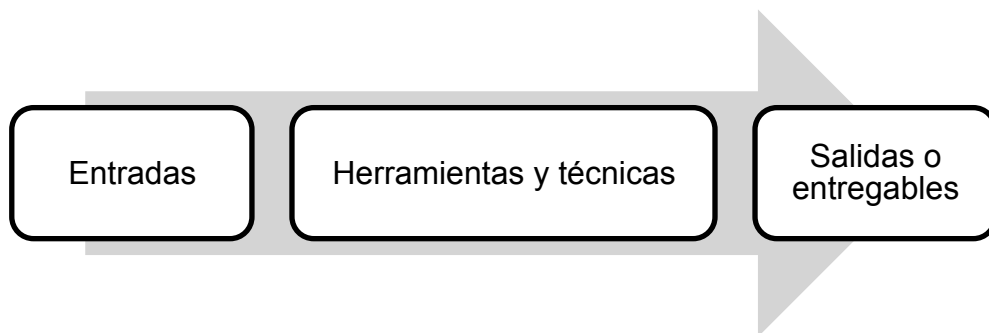 Entradas
Herramientas y técnicas
Salidas o
entregables